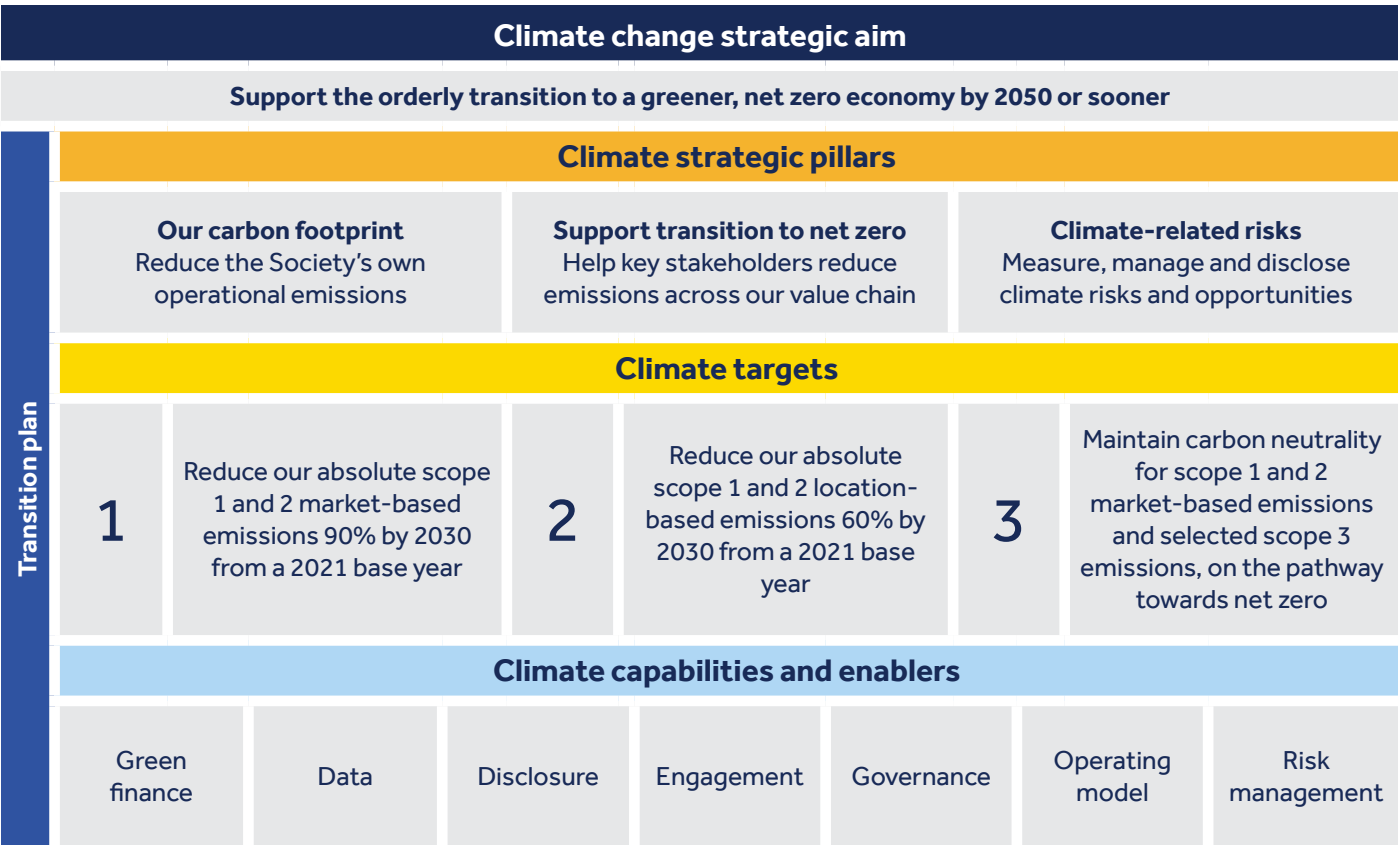 Climate change strategic aim
Support the orderly transition to a greener, net zero economy by 2050 or sooner
Transition plan
Climate strategic pillars
Our carbon footprint
Reduce the Society's own
operational emissions
Support transition to net zero
Help key stakeholders reduce
emissions across our value chain
Climate-related risks
Measure, manage and disclose
climate risks and opportunities
Climate targets
1
Reduce our absolute scope
1 and 2 market-based
emissions 90% by 2030
from a 2021 base year
2
Reduce our absolute
scope 1 and 2 location-
based emissions 60% by
2030 from a 2021 base
year
3
Maintain carbon neutrality
for scope 1 and 2
market-based emissions
and selected scope 3
emissions, on the pathway
towards net zero
Climate capabilities and enablers
Green
finance
Data
Disclosure
Engagement
Governance
Operating
model
Risk
management